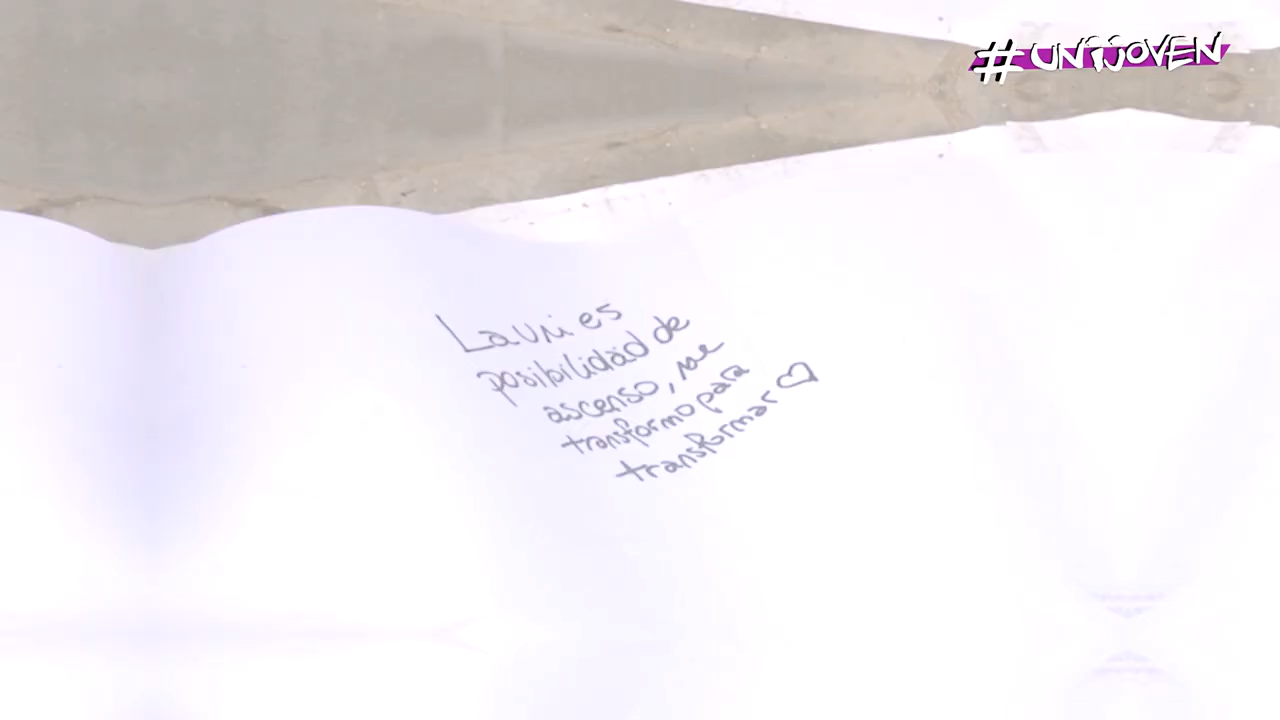 #UNIJOVEN
La uni es
posibilidad de
ascenso, me
transformo para
transformar ♡